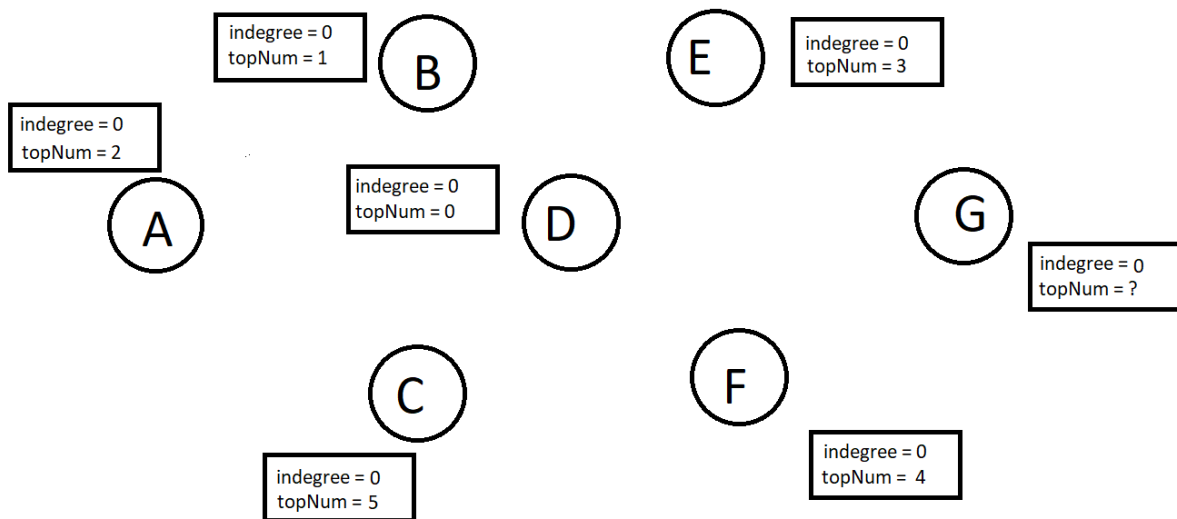 indegree = 0
topNum = 1
B
E
indegree = 0
topNum = 3
indegree = 0
topNum = 2
A
indegree = 0
topNum = 0
D
G
indegree = 0
topNum = ?
C
F
indegree = 0
topNum = 5
indegree = 0
topNum = 4